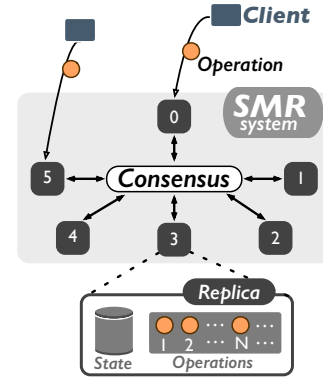 Client
Operation
SMR
system
0
5
Consensus
1
4
3
2
Replica
1 2 ... N ...
State
Operations